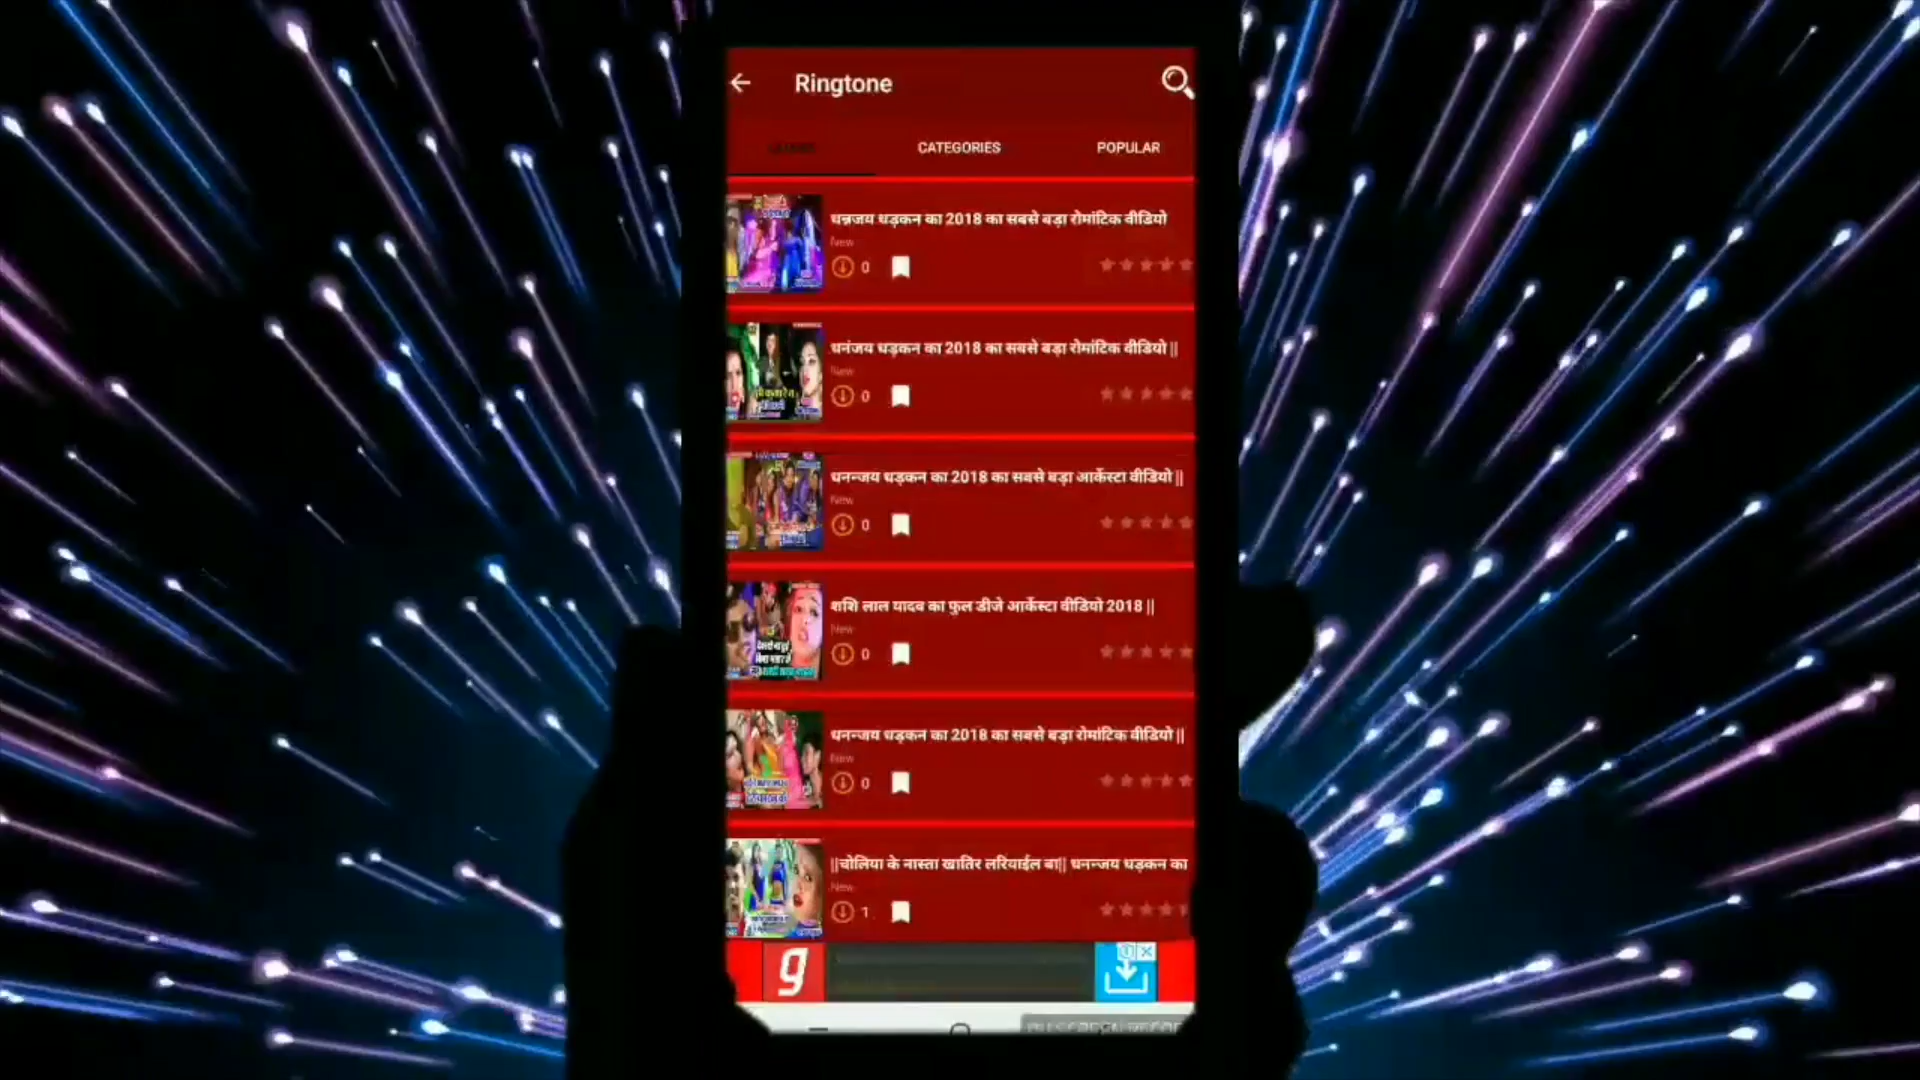 Ringtone
CATEGORIES
POPULAR
धन्नजय धड़कन का 2018 का सबसे बड़ा रोमांटिक वीडियो
New
0
धनंजय धड़कन का 2018 का सबसे बड़ा रोमांटिक वीडियो ||
New
0
धनन्जय धड़कन का 2018 का सबसे बड़ा आर्केस्टा वीडियो ||
New
0
शशि लाल यादव का फुल डीजे आर्केस्टा वीडियो 2018 ||
New
0
धनन्जय धड़कन का 2018 का सबसे बड़ा रोमांटिक वीडियो ||
New
0
||चोलिया के नास्ता खातिर लरियाईल बा|| धनन्जय धड़कन का
New
1
g